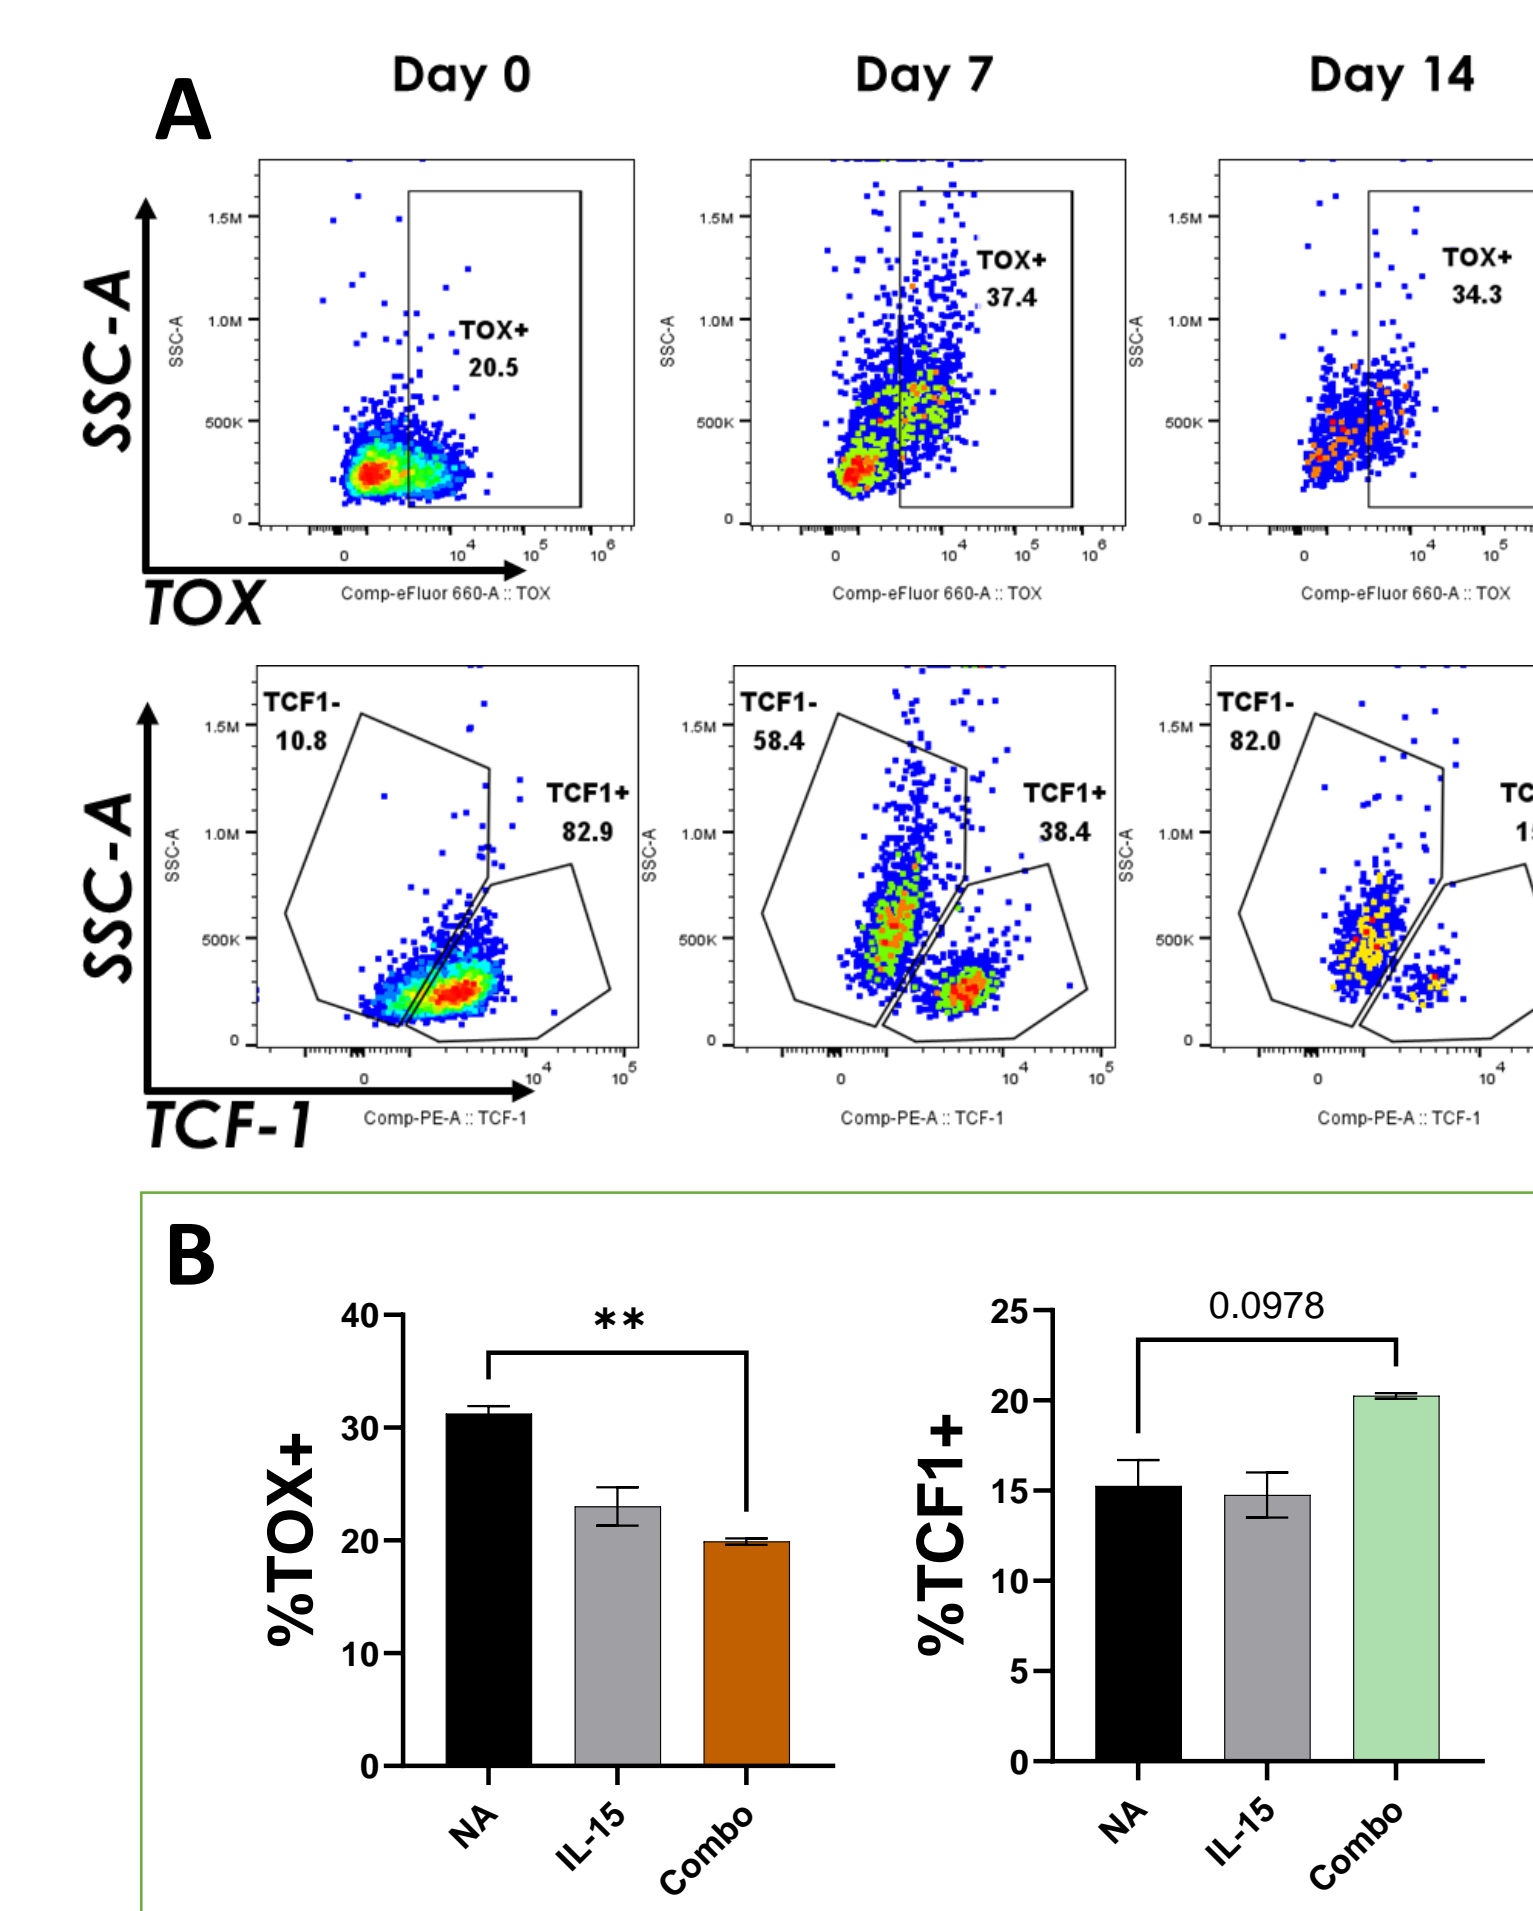 Day 0
Day 7
Day 14
A
SSC-A
SSC-A
1.5M
1.0M
500K
0
TOX+
20.5
0
10^4
10^5
10^6
Comp-eFluor 660-A :: TOX
SSC-A
1.5M
1.0M
500K
0
TOX+
37.4
0
10^4
10^5
10^6
Comp-eFluor 660-A :: TOX
SSC-A
1.5M
1.0M
500K
0
TOX+
34.3
0
10^4
10^5
Comp-eFluor 660-A :: TOX
TOX
SSC-A
SSC-A
1.5M
1.0M
500K
0
TCF1-
10.8
TCF1+
82.9
0
10^4
10^5
Comp-PE-A :: TCF-1
SSC-A
1.5M
1.0M
500K
0
TCF1-
58.4
TCF1+
38.4
0
10^4
10^5
Comp-PE-A :: TCF-1
SSC-A
1.5M
1.0M
500K
0
TCF1-
82.0
TC
0
10^4
Comp-PE-A :: TCF-1
TCF-1
B
%TOX+
40
30
20
10
0
**
NA
IL-15
Combo
%TCF1+
25
20
15
10
5
0
0.0978
NA
IL-15
Combo